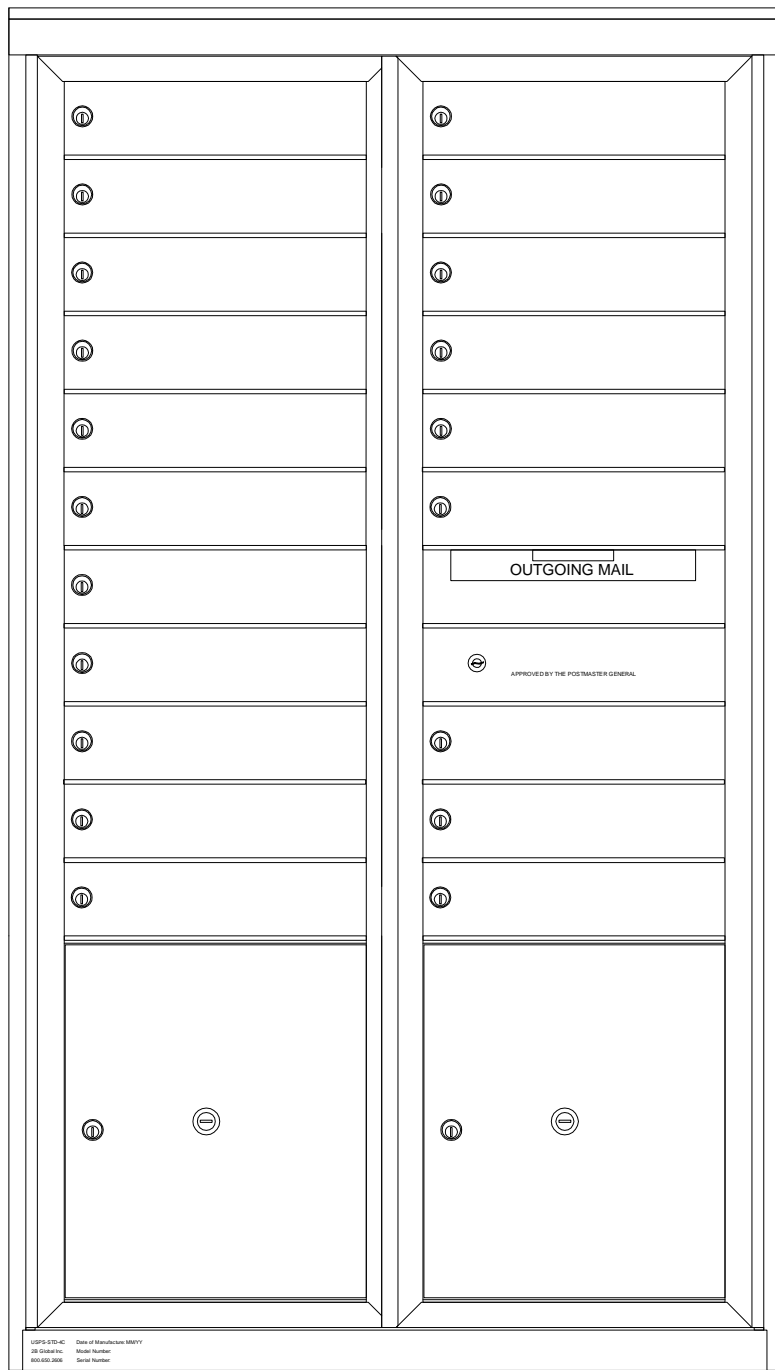 OUTGOING MAIL
APPROVED BY THE POSTMASTER GENERAL
USPS-STD-4C Date of Manufacture: MM/YY
2B Global Inc. Model Number:
800.650.2606 Serial Number: